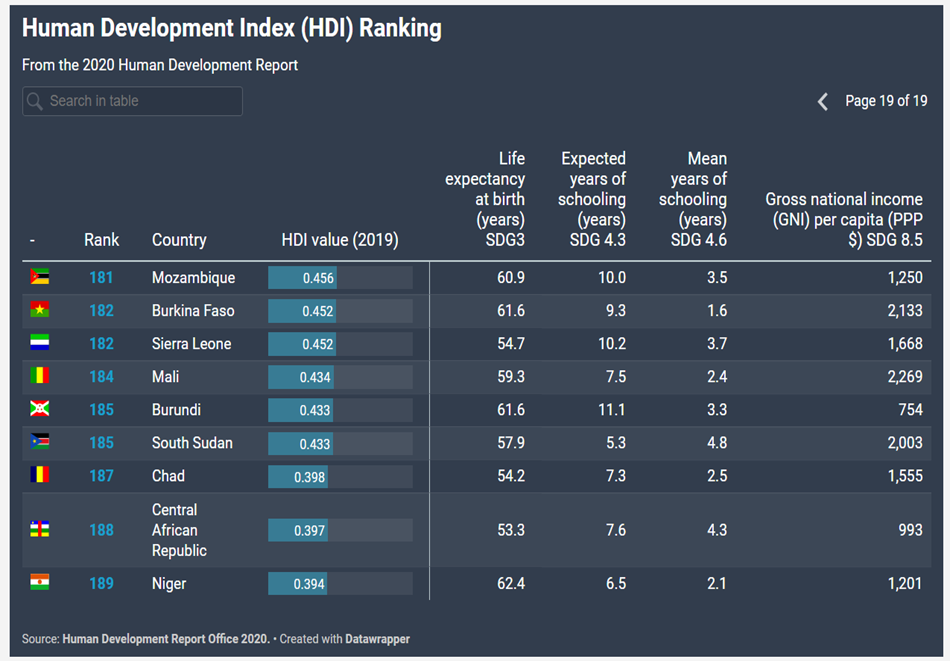 Human Development Index (HDI) Ranking
From the 2020 Human Development Report
Search in table
Page 19 of 19
- Rank Country HDI value (2019) Life expectancy at birth (years) SDG3 Expected years of schooling (years) SDG 4.3 Mean years of schooling (years) SDG 4.6 Gross national income (GNI) per capita (PPP $) SDG 8.5
181 Mozambique 0.456 60.9 10.0 3.5 1,250
182 Burkina Faso 0.452 61.6 9.3 1.6 2,133
182 Sierra Leone 0.452 54.7 10.2 3.7 1,668
184 Mali 0.434 59.3 7.5 2.4 2,269
185 Burundi 0.433 61.6 11.1 3.3 754
185 South Sudan 0.433 57.9 5.3 4.8 2,003
187 Chad 0.398 54.2 7.3 2.5 1,555
188 Central African Republic 0.397 53.3 7.6 4.3 993
189 Niger 0.394 62.4 6.5 2.1 1,201
Source: Human Development Report Office 2020. • Created with Datawrapper